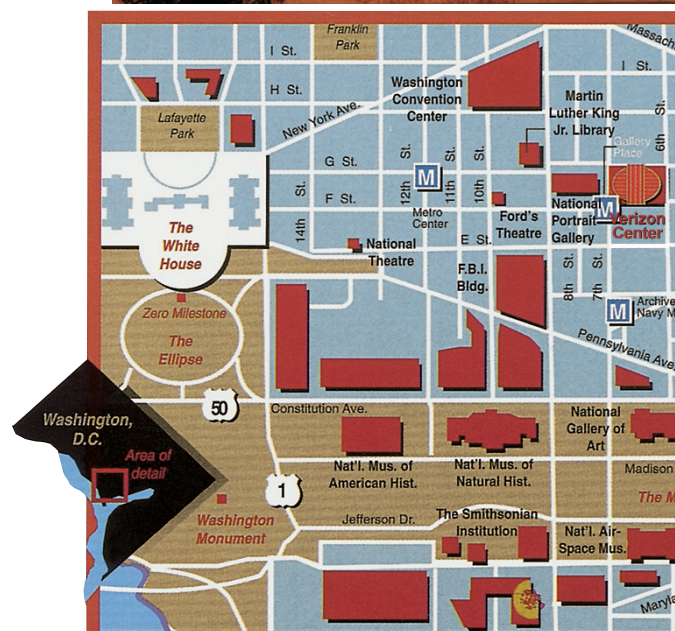 Franklin
Park
Massach
I St.
I St.
H St.
Washington
Convention
Center
Martin
Luther King
Jr. Library
6th St.
Lafayette
Park
New York Ave.
Gallery
Place
G St.
12th St.
11th St.
10th St.
14th St.
F St.
M
Metro
Center
Ford's
Theatre
National
Portrait
Gallery
M
Verizon
Center
The
White
House
National
Theatre
E St.
F.B.I.
Bldg.
8th St.
7th St.
Zero Milestone
The
Ellipse
M
Archive
Navy M
Pennsylvania Ave.
50
Constitution Ave.
Washington,
D.C.
Area of
detail
National
Gallery of
Art
Nat'l. Mus. of
American Hist.
Nat'l. Mus. of
Natural Hist.
Madison
1
The M
Washington
Monument
Jefferson Dr.
The Smithsonian
Institution
Nat'l. Air-
Space Mus.
Maryla